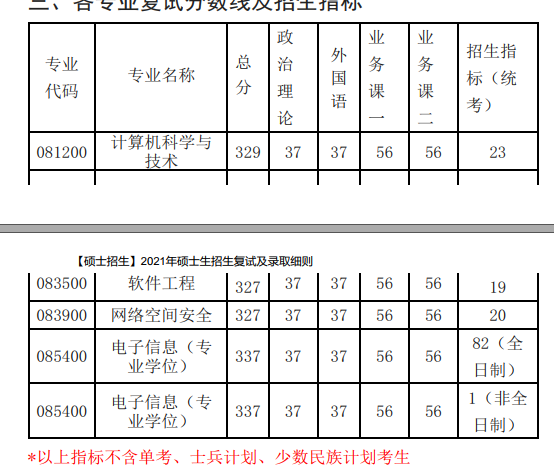 三、各专业复试分数线及招生指标
专业代码 专业名称 总分 政治理论 外国语 业务课一 业务课二 招生指标（统考）
081200 计算机科学与技术 329 37 37 56 56 23
【硕士招生】2021年硕士生招生复试及录取细则
083500 软件工程 327 37 37 56 56 19
083900 网络空间安全 327 37 37 56 56 20
085400 电子信息（专业学位） 337 37 37 56 56 82（全日制）
085400 电子信息（专业学位） 337 37 37 56 56 1（非全日制）
*以上指标不含单考、士兵计划、少数民族计划考生